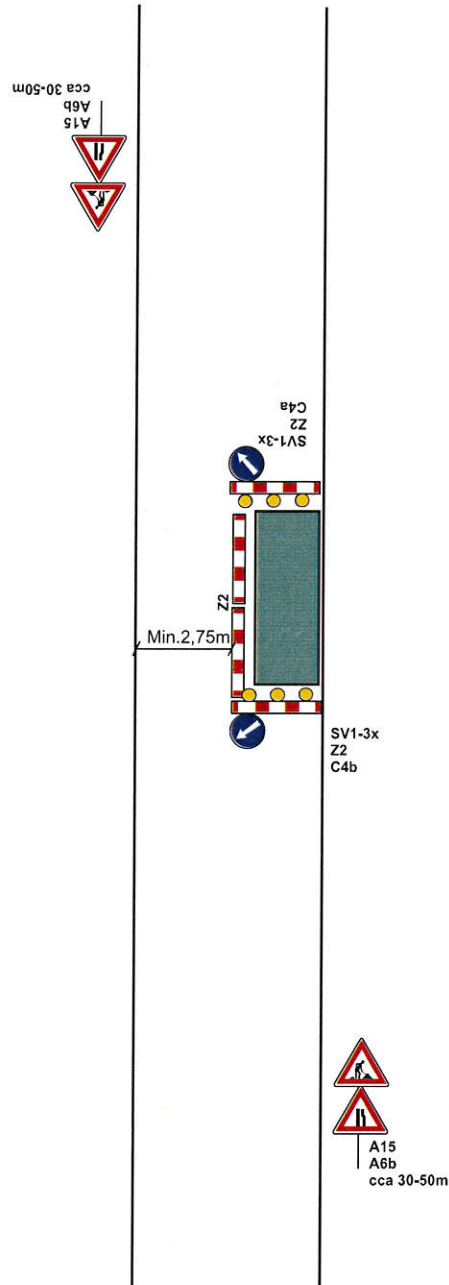 A15
A6b
cca 30-50m
C4a
Z2
SV1-3x
Z2
Min.2,75m
SV1-3x
Z2
C4b
A15
A6b
cca 30-50m